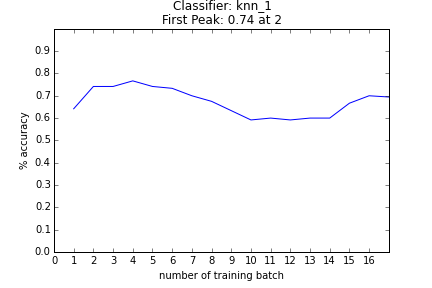 Classifier: knn_1
First Peak: 0.74 at 2
% accuracy
0.9
0.8
0.7
0.6
0.5
0.4
0.3
0.2
0.1
0.0
0 1 2 3 4 5 6 7 8 9 10 11 12 13 14 15 16
number of training batch